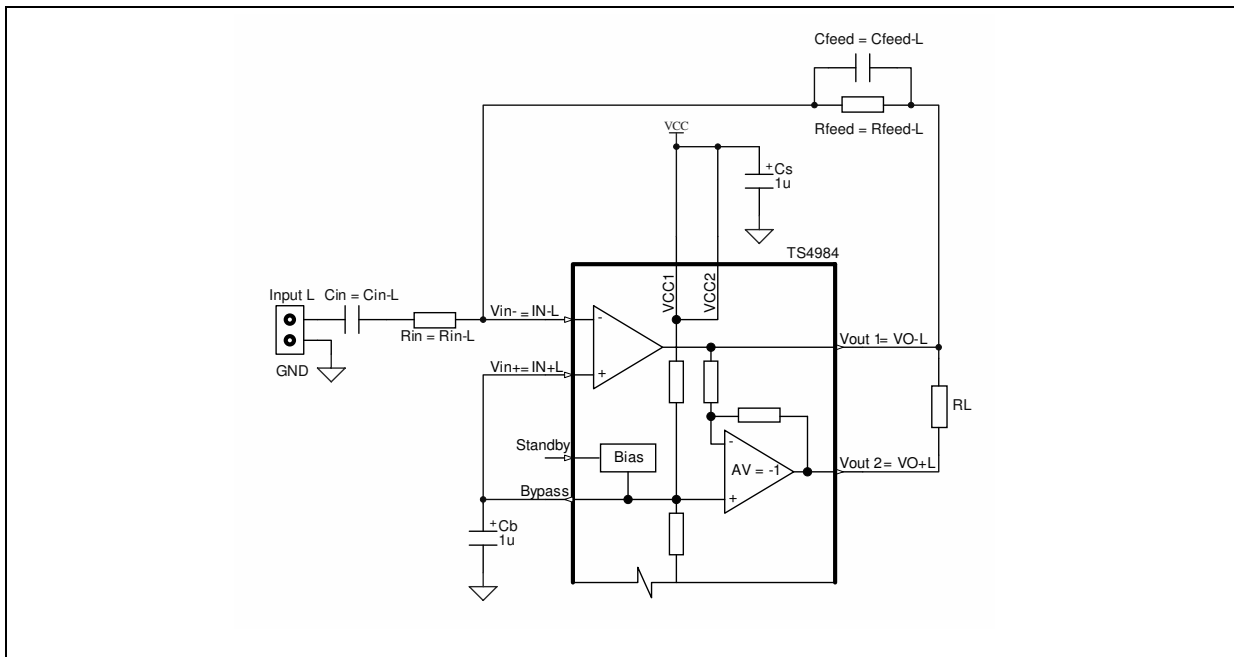 Cfeed = Cfeed-L
Rfeed = Rfeed-L
VCC
+ Cs
1u
TS4984
VCC1
VCC2
Input L
Cin = Cin-L
Rin = Rin-L
GND
Vin- = IN-L
-
Vin+= IN+L
+
Vout 1= VO-L
RL
Standby
Bias
-
AV = -1
+
Vout 2= VO+L
Bypass
+ Cb
1u